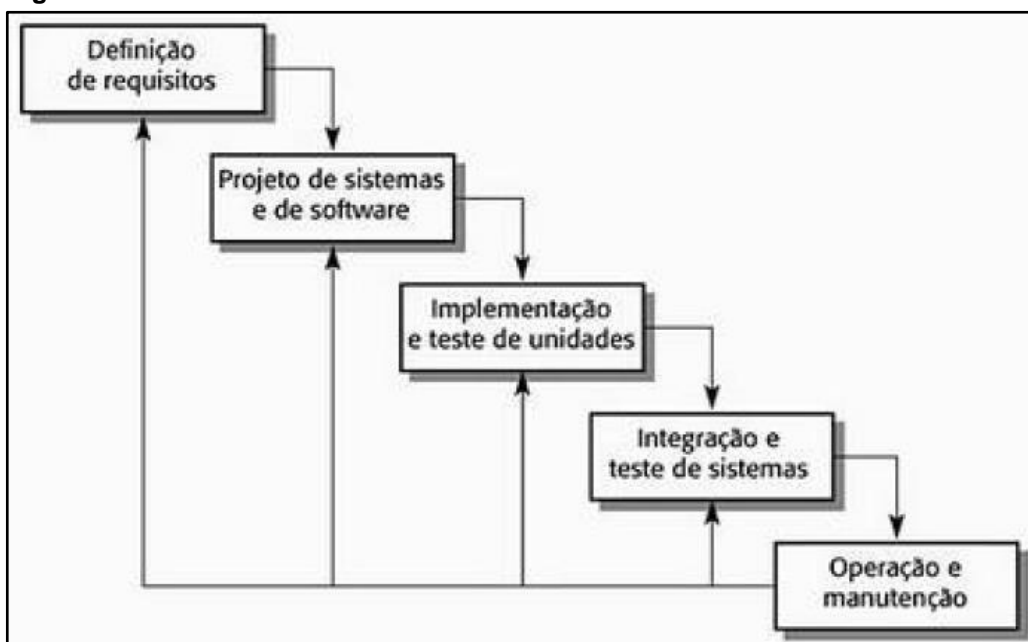 Definição
de requisitos
Projeto de sistemas
e de software
Implementação
e teste de unidades
Integração e
teste de sistemas
Operação e
manutenção